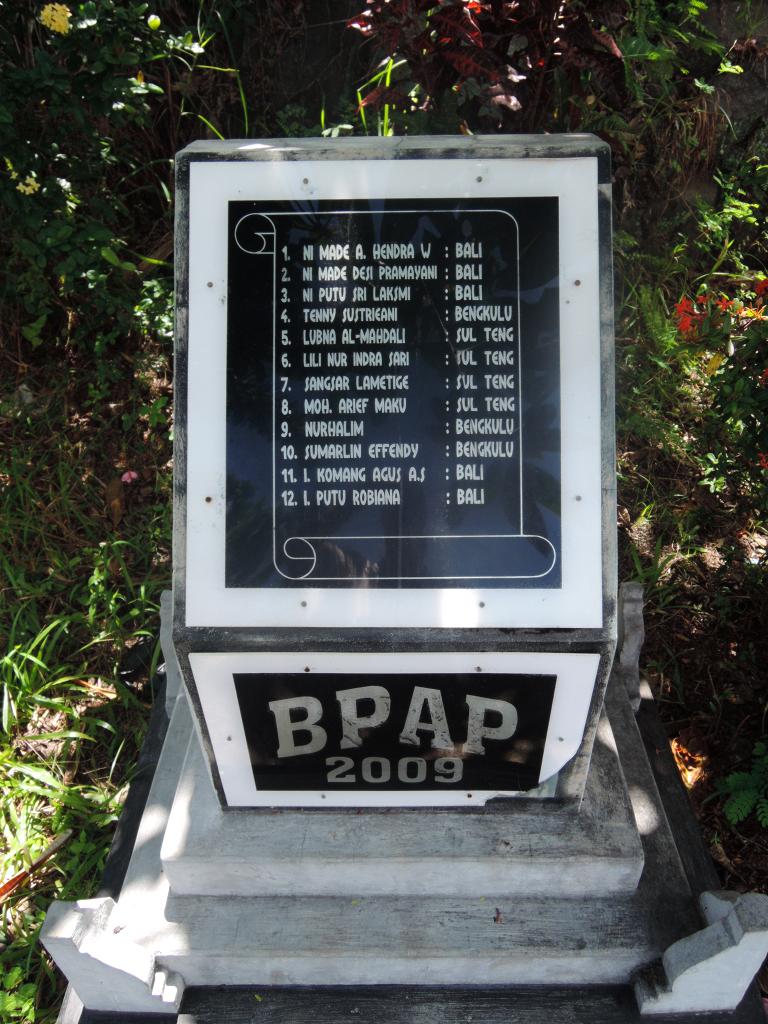 1. NI MADE A. HENDRA W : BALI
2. NI MADE DESI PRAMAYANI : BALI
3. NI PUTU SRI LAKSMI : BALI
4. TENNY SUSTRIEANI : BENGKULU
5. LUBNA AL-MAHDALI : SUL TENG
6. LILI NUR INDRA SARI : SUL TENG
7. SANGSAR LAMETIGE : SUL TENG
8. MOH. ARIEF MAKU : SUL TENG
9. NURHALIM : BENGKULU
10. SUMARLIN EFFENDY : BENGKULU
11. I. KOMANG AGUS A.S : BALI
12. I. PUTU ROBIANA : BALI
BPAP
2009